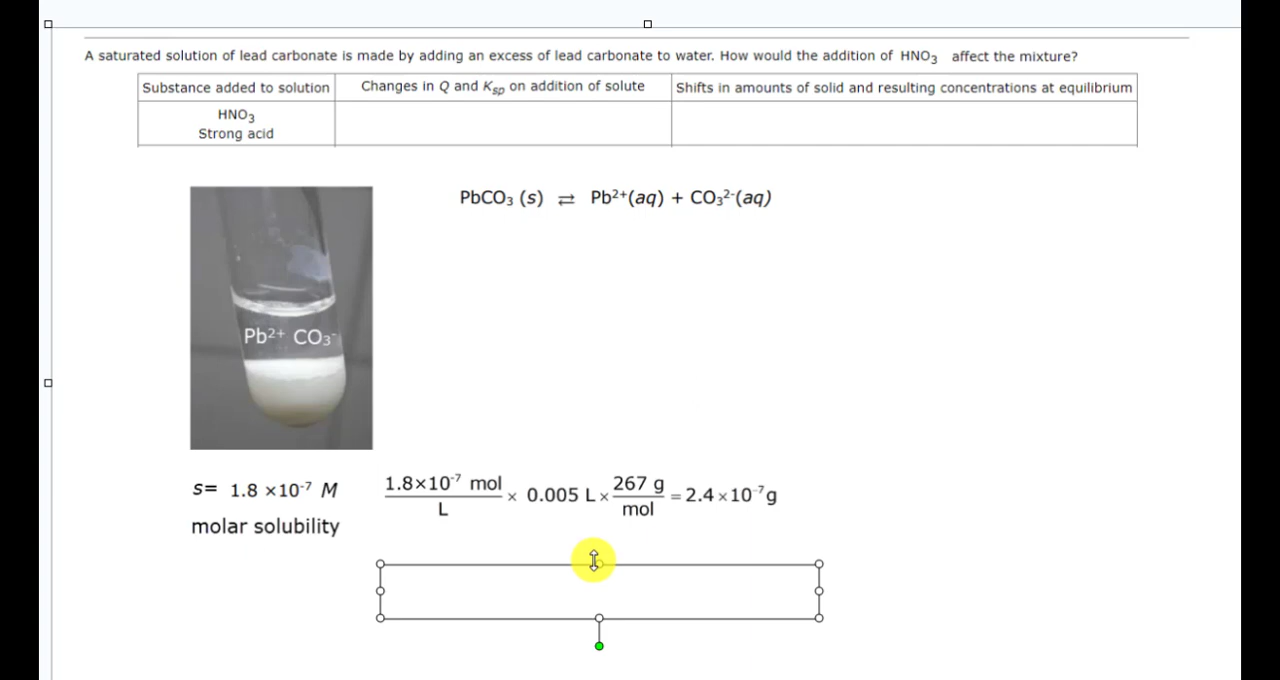 A saturated solution of lead carbonate is made by adding an excess of lead carbonate to water. How would the addition of HNO₃ affect the mixture?
Substance added to solution Changes in Q and Kₛₚ on addition of solute Shifts in amounts of solid and resulting concentrations at equilibrium
HNO₃
Strong acid
PbCO₃ (s) ⇄ Pb²⁺(aq) + CO₃²⁻(aq)
Pb²⁺ CO₃⁻
s= 1.8 ×10⁻⁷ M
molar solubility
1.8×10⁻⁷ mol / L × 0.005 L × 267 g / mol = 2.4 ×10⁻⁷ g